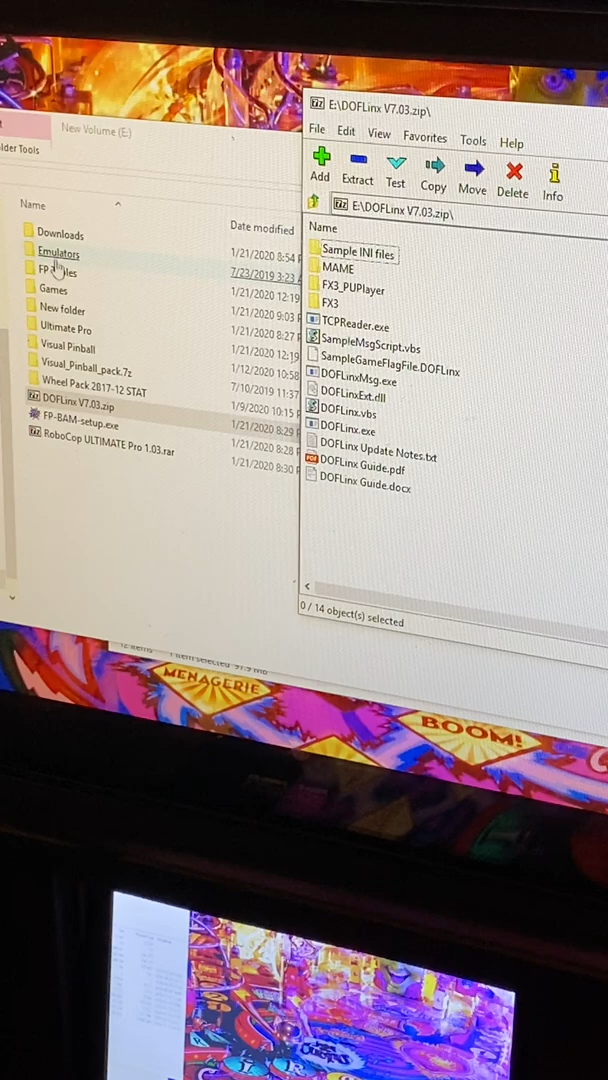 New Volume (E:)
lder Tools
Name
Date modified
Downloads
1/21/2020 8:54
Emulators
7/23/2019 3:23
FP
les
1/21/2020 12:19
Games
1/21/2020 9:03
New folder
1/21/2020 8:27
Ultimate Pro
1/21/2020 12:19
Visual Pinball
1/12/2020 10:58
Visual_Pinball_pack.7z
7/10/2019 11:37
Wheel Pack 2017-12 STAT
1/9/2020 10:15
DOFLinx V7.03.zip
1/21/2020 8:29
FP-BAM-setup.exe
1/21/2020 8:28
RoboCop ULTIMATE Pro 1.03.rar
1/21/2020 8:30
E:\DOFLinx V7.03.zip\
File Edit View Favorites Tools Help
Add Extract Test Copy Move Delete Info
E:\DOFLinx V7.03.zip\
Name
Sample INI files
MAME
FX3_PUPlayer
FX3
TCPReader.exe
SampleMsgScript.vbs
SampleGameFlagFile.DOFLinx
DOFLinxMsg.exe
DOFLinxExt.dll
DOFLinx.vbs
DOFLinx.exe
DOFLinx Update Notes.txt
DOFLinx Guide.pdf
DOFLinx Guide.docx
0 / 14 object(s) selected
MENAGERIE
BOOM!